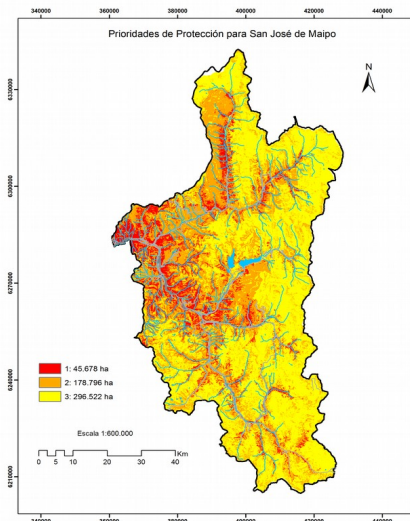 340000 360000 380000 400000 420000 440000
Prioridades de Protección para San José de Maipo
N
6330000
6300000
6270000
6240000
6210000
1: 45.678 ha
2: 178.796 ha
3: 296.522 ha
Escala 1:600.000
0 2,5 5 10 20 30 40 Km
340000 360000 380000 400000 420000 440000